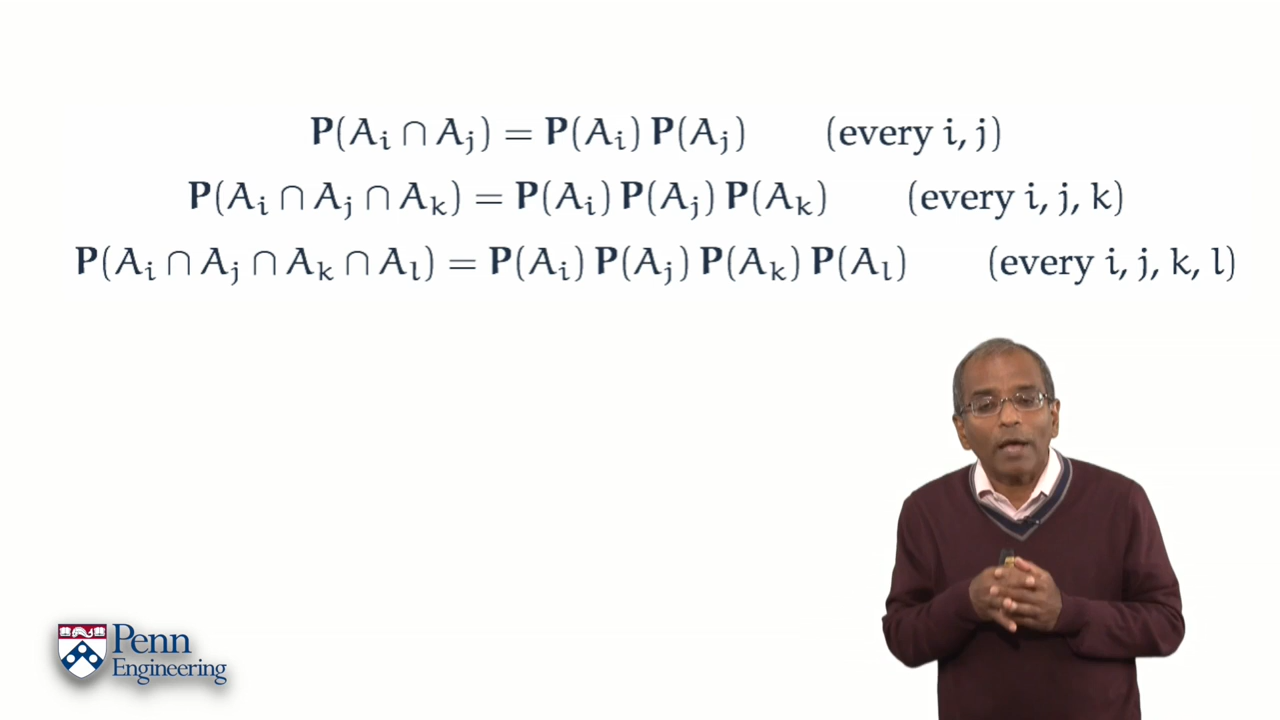 P(Aᵢ ∩ Aⱼ) = P(Aᵢ) P(Aⱼ) (every i, j)
P(Aᵢ ∩ Aⱼ ∩ Aₖ) = P(Aᵢ) P(Aⱼ) P(Aₖ) (every i, j, k)
P(Aᵢ ∩ Aⱼ ∩ Aₖ ∩ Aₗ) = P(Aᵢ) P(Aⱼ) P(Aₖ) P(Aₗ) (every i, j, k, l)
Penn
Engineering